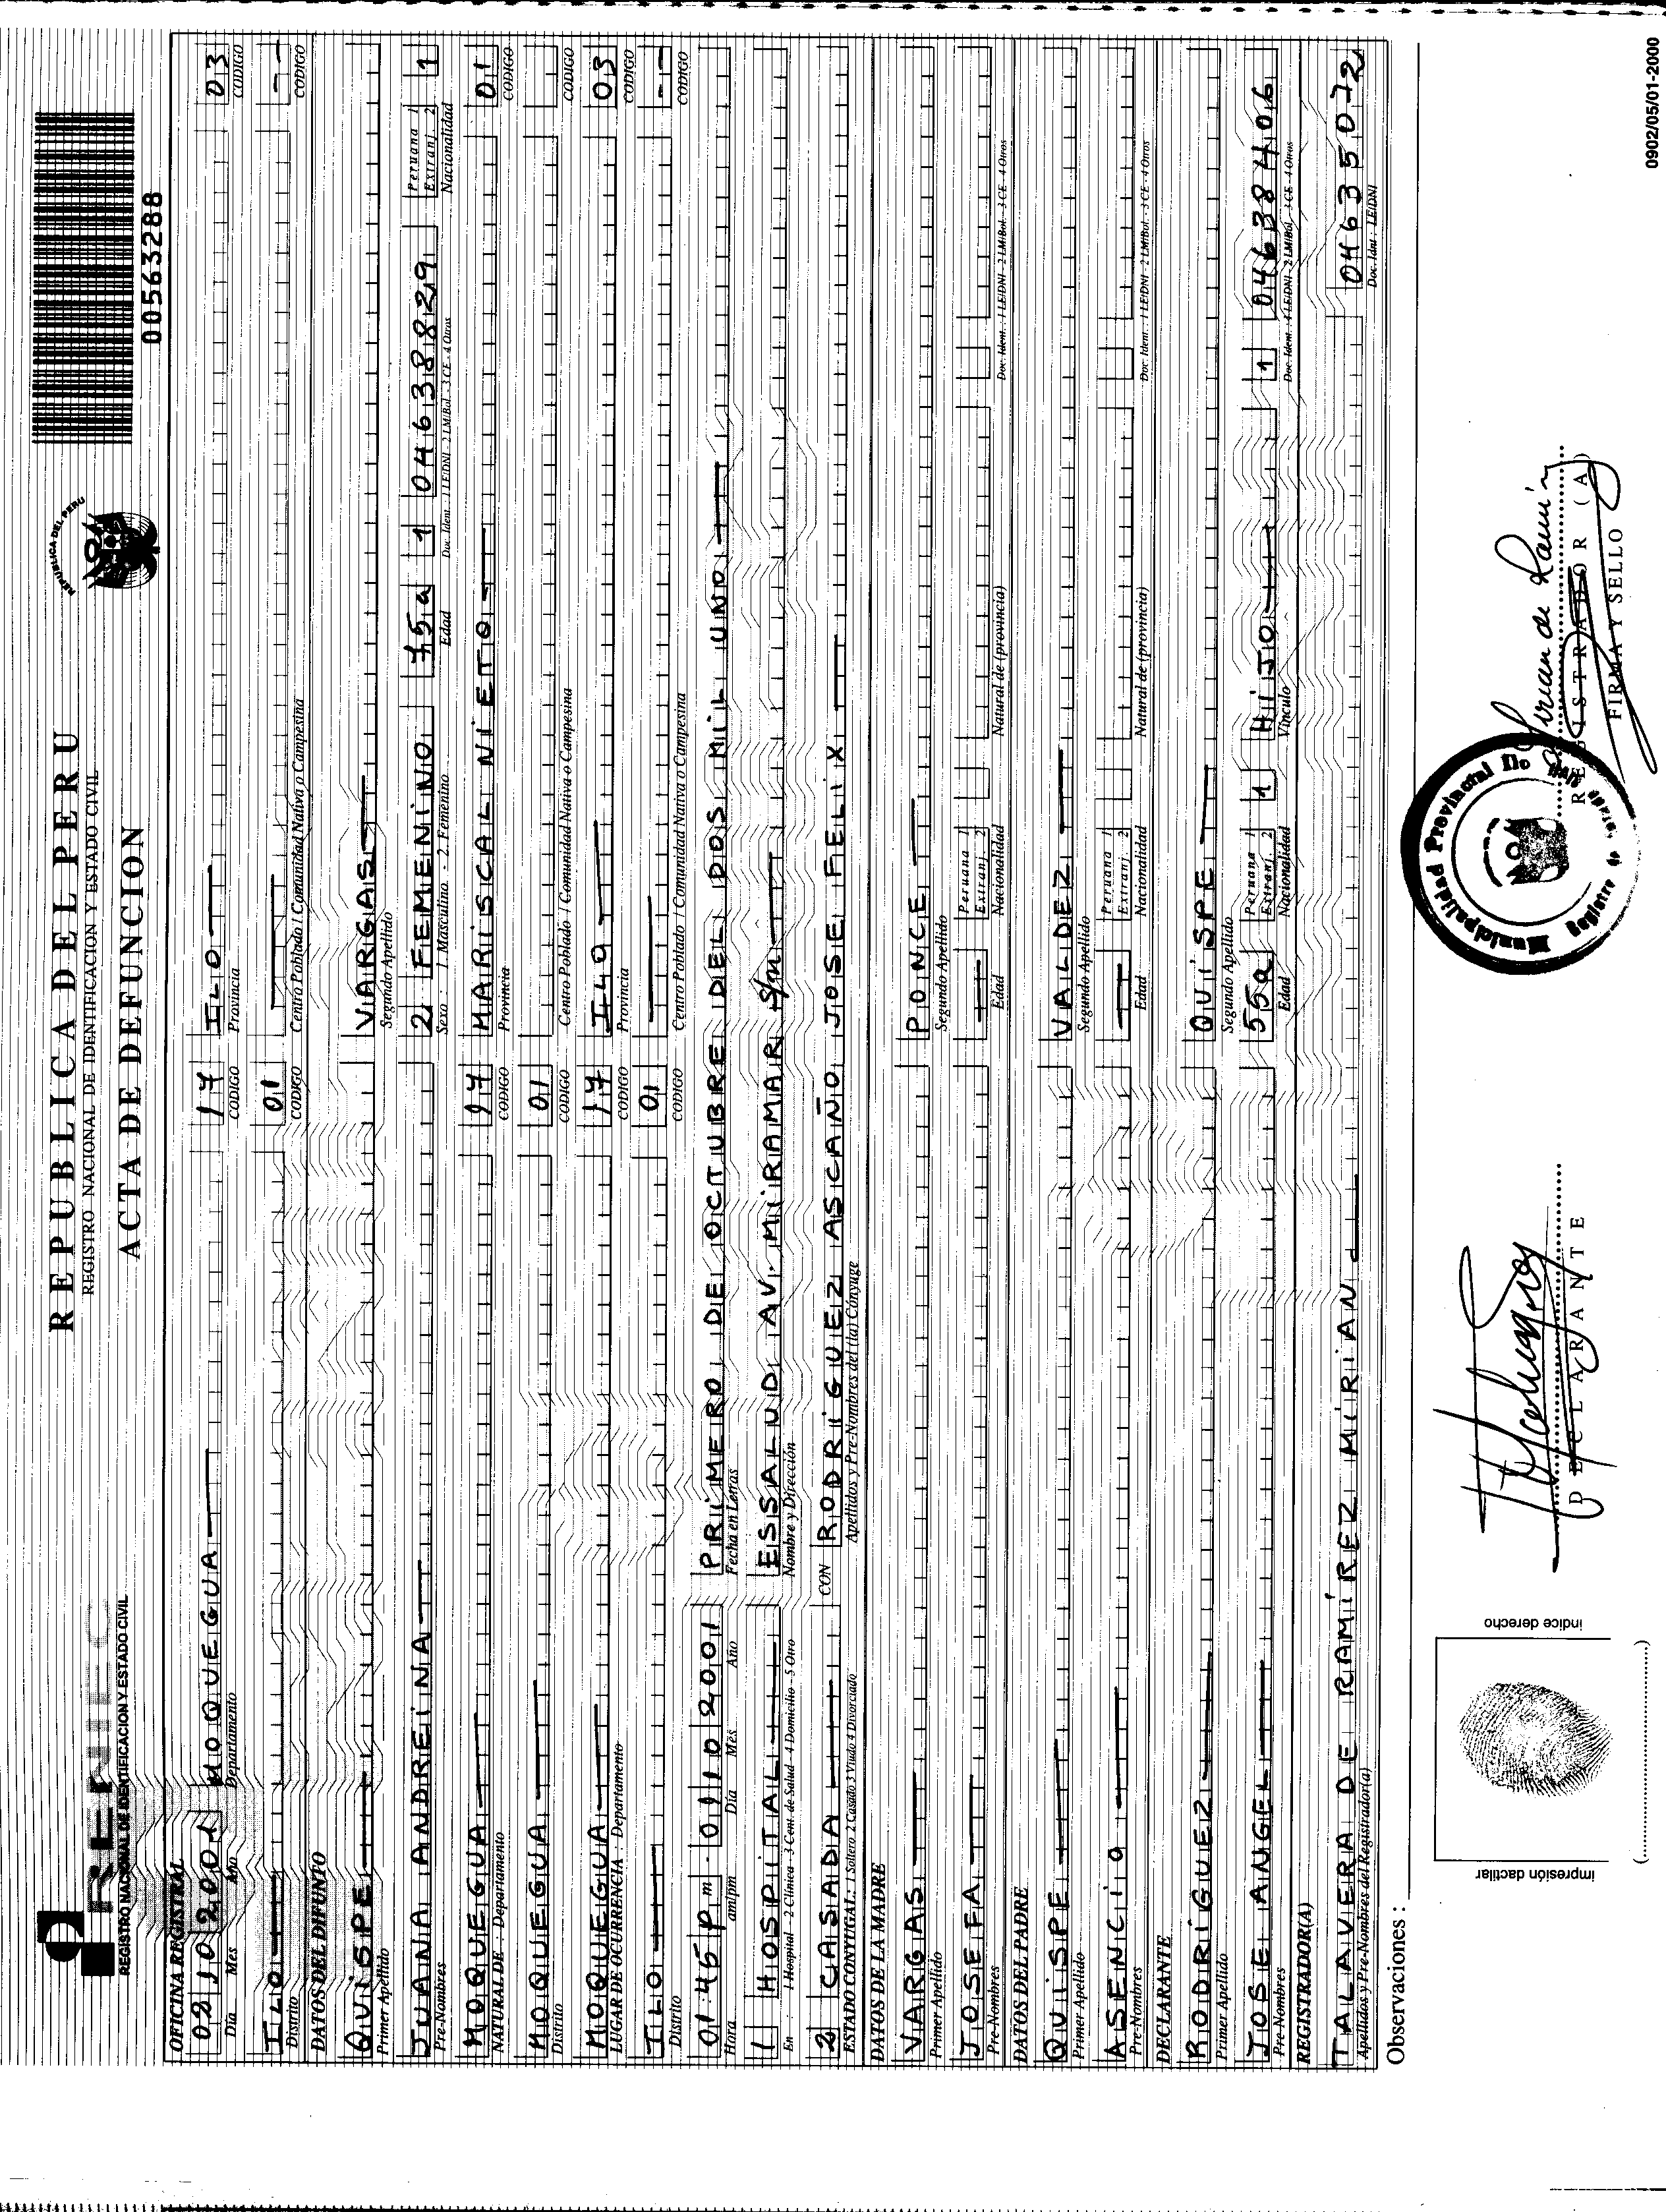 RENIEC
REGISTRO NACIONAL DE IDENTIFICACION Y ESTADO CIVIL
REPUBLICA DEL PERU
REGISTRO NACIONAL DE IDENTIFICACION Y ESTADO CIVIL
ACTA DE DEFUNCION
REPUBLICA DEL PERU
00563288
OFICINA REGISTRAL
02 10 2001 MOQUEGUA 17 ILO 03
Día Mes Año Departamento CODIGO Provincia CODIGO
ILO 01 --
Distrito CODIGO Centro Poblado / Comunidad Nativa o Campesina CODIGO
DATOS DEL DIFUNTO
QUISPE VARGAS
Primer Apellido Segundo Apellido
JUANA ANDREINA 2 FEMENINO 75a 1 04638829 Peruana 1 Extranj. 2 1
Pre-Nombres Sexo : 1. Masculino - 2. Femenino Edad Doc. Ident. 1 LE/DNI - 2 LM/Bol. - 3 CE - 4 Otros Nacionalidad
MOQUEGUA 17 MARISCAL NIETO 01
NATURAL DE : Departamento CODIGO Provincia CODIGO
MOQUEGUA 01
Distrito CODIGO Centro Poblado / Comunidad Nativa o Campesina CODIGO
MOQUEGUA 17 ILO 03
LUGAR DE OCURRENCIA : Departamento CODIGO Provincia CODIGO
ILO 01 --
Distrito CODIGO Centro Poblado / Comunidad Nativa o Campesina CODIGO
01:45 p.m. 01 10 2001 PRIMERO DE OCTUBRE DEL DOS MIL UNO
Hora am/pm Día Mes Año Fecha en Letras
1 HOSPITAL ESSALUD AV. MIRAMAR S/n
En : 1 Hospital - 2 Clínica - 3 Cent. de Salud - 4 Domicilio - 5 Otro Nombre y Dirección
2 CASADA CON RODRIGUEZ ASCAÑO JOSE FELIX
ESTADO CONYUGAL: 1 Soltero 2 Casado 3 Viudo 4 Divorciado Apellidos y Pre-Nombres del (la) Cónyuge
DATOS DE LA MADRE
VARGAS PONCE
Primer Apellido Segundo Apellido
JOSEFA Peruana 1 Extranj. 2
Pre-Nombres Edad Nacionalidad Natural de (provincia) Doc. Ident. 1 LE/DNI - 2 LM/Bol. - 3 CE - 4 Otros
DATOS DEL PADRE
QUISPE VALDEZ
Primer Apellido Segundo Apellido
ASENCIO Peruana 1 Extranj. 2
Pre-Nombres Edad Nacionalidad Natural de (provincia) Doc. Ident. 1 LE/DNI - 2 LM/Bol. - 3 CE - 4 Otros
DECLARANTE
RODRIGUEZ QUISPE
Primer Apellido Segundo Apellido
JOSE ANGEL 55a Peruana 1 Extranj. 2 1 HIJO 1 04638406
Pre-Nombres Edad Nacionalidad Vínculo Doc. Ident. 1 LE/DNI - 2 LM/Bol. - 3 CE - 4 Otros
REGISTRADOR(A)
TALAVERA DE RAMÍREZ MIRIAN 04635072
Apellidos y Pre-Nombres del Registrador(a) Doc. Idnt : LE/DNI
Observaciones :
impresión dactilar
índice derecho
(........................)
DECLARANTE
Municipalidad Provincial Ilo
Registro
REGISTRADOR (A)
FIRMA Y SELLO
0902/05/01-2000